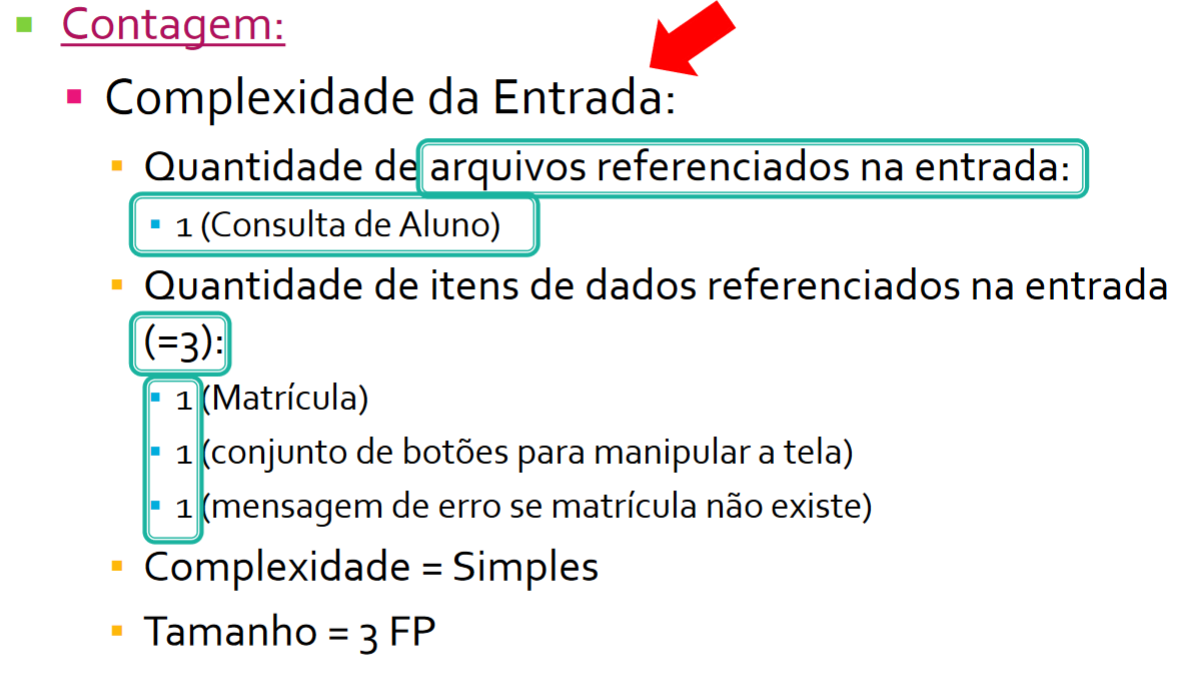 Contagem:
Complexidade da Entrada:
Quantidade de arquivos referenciados na entrada:
1 (Consulta de Aluno)
Quantidade de itens de dados referenciados na entrada
(=3):
1 (Matrícula)
1 (conjunto de botões para manipular a tela)
1 (mensagem de erro se matrícula não existe)
Complexidade = Simples
Tamanho = 3 FP